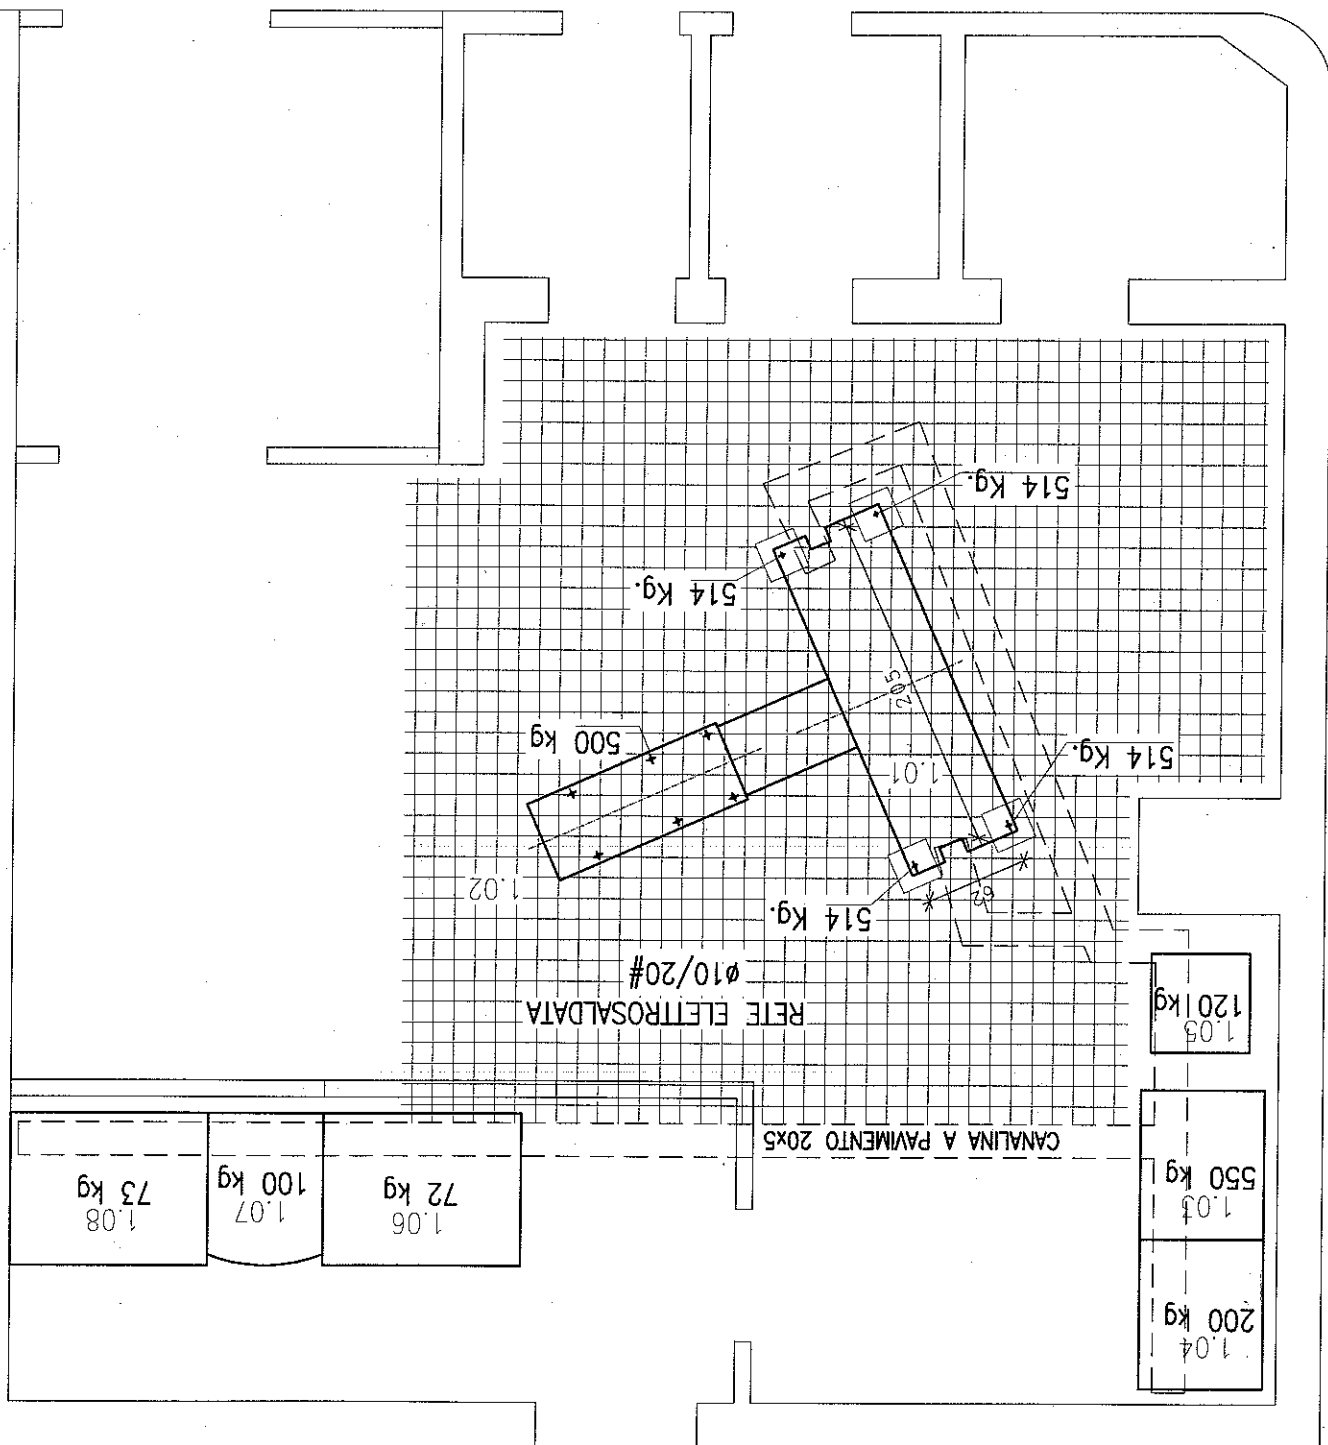 1.04
200 kg
1.06
1.07
1.08
72 kg
100 kg
73 kg
1.03
550 kg
CANALINA A PAVIMENTO 20x5
1.05
120 kg
RETE ELETTROSALDATA
ø10/20#
514 Kg.
62
1.02
1.01
514 Kg.
500 kg
205
514 Kg.
514 Kg.